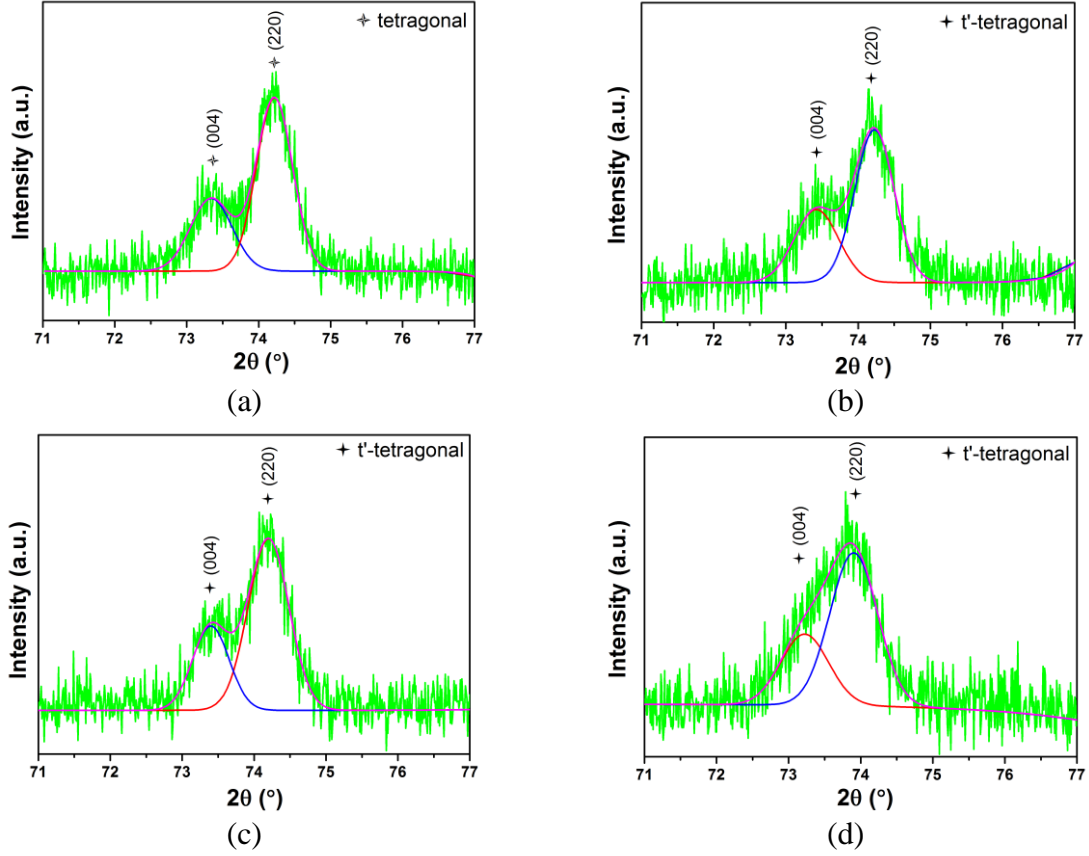 ✧ tetragonal
✧ (004)
✧ (220)
Intensity (a.u.)
71 72 73 74 75 76 77
2θ (°)
(a)
✦ t'-tetragonal
✦ (004)
✦ (220)
Intensity (a.u.)
71 72 73 74 75 76 77
2θ (°)
(b)
✦ t'-tetragonal
✦ (004)
✦ (220)
Intensity (a.u.)
71 72 73 74 75 76 77
2θ (°)
(c)
✦ t'-tetragonal
✦ (004)
✦ (220)
Intensity (a.u.)
71 72 73 74 75 76 77
2θ (°)
(d)